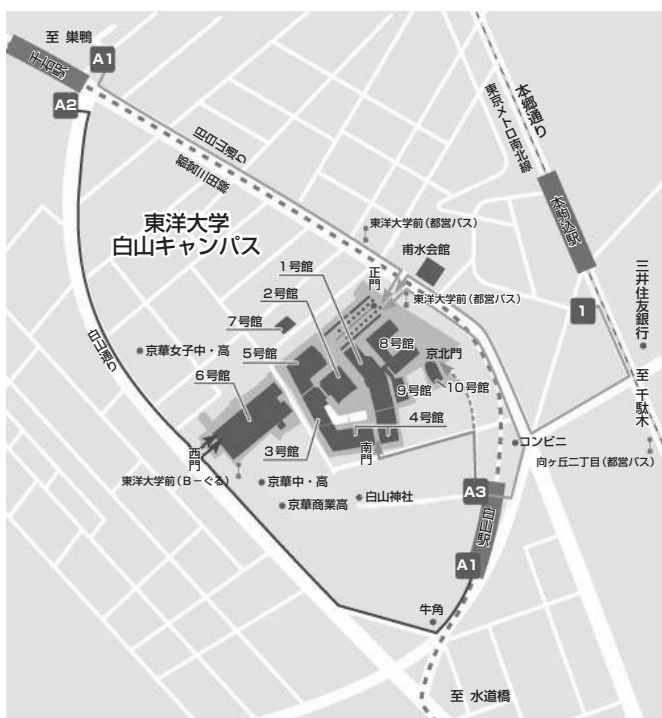 至 巣鴨
A1
千石駅
A2
本郷通り
東京メトロ南北線
旧白山通り
都営三田線
東洋大学
白山キャンパス
本駒込駅
東洋大学前（都営バス）
甫水会館
正門
1号館
東洋大学前（都営バス）
三井住友銀行
2号館
1
7号館
8号館
白山通り
京華女子中・高
5号館
京北門
至 千駄木
6号館
10号館
9号館
4号館
コンビニ
3号館
南門
西門
向ヶ丘二丁目（都営バス）
東洋大学前（B－ぐる）
京華中・高
A3
白山神社
京華商業高
白山駅
A1
牛角
至 水道橋